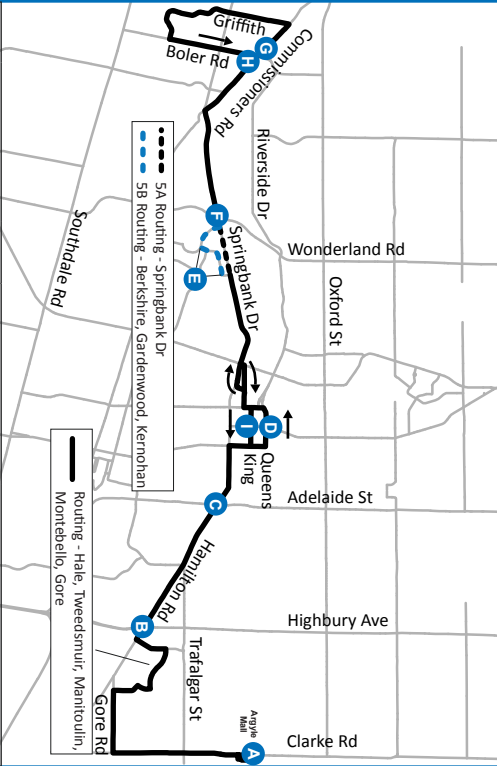 Griffith
Boler Rd
G
H
Commissioners Rd
Riverside Dr
5A Routing - Springbank Dr
5B Routing - Berkshire, Gardenwood, Kernohan
Southdale Rd
F
E
Springbank Dr
Wonderland Rd
Oxford St
I
D
King
Queens
C
Adelaide St
Hamilton Rd
Routing - Hale, Tweedsmuir, Manitoulin,
Montebello, Gore
B
Highbury Ave
Trafalgar St
Gore Rd
Argyle
Mall
A
Clarke Rd